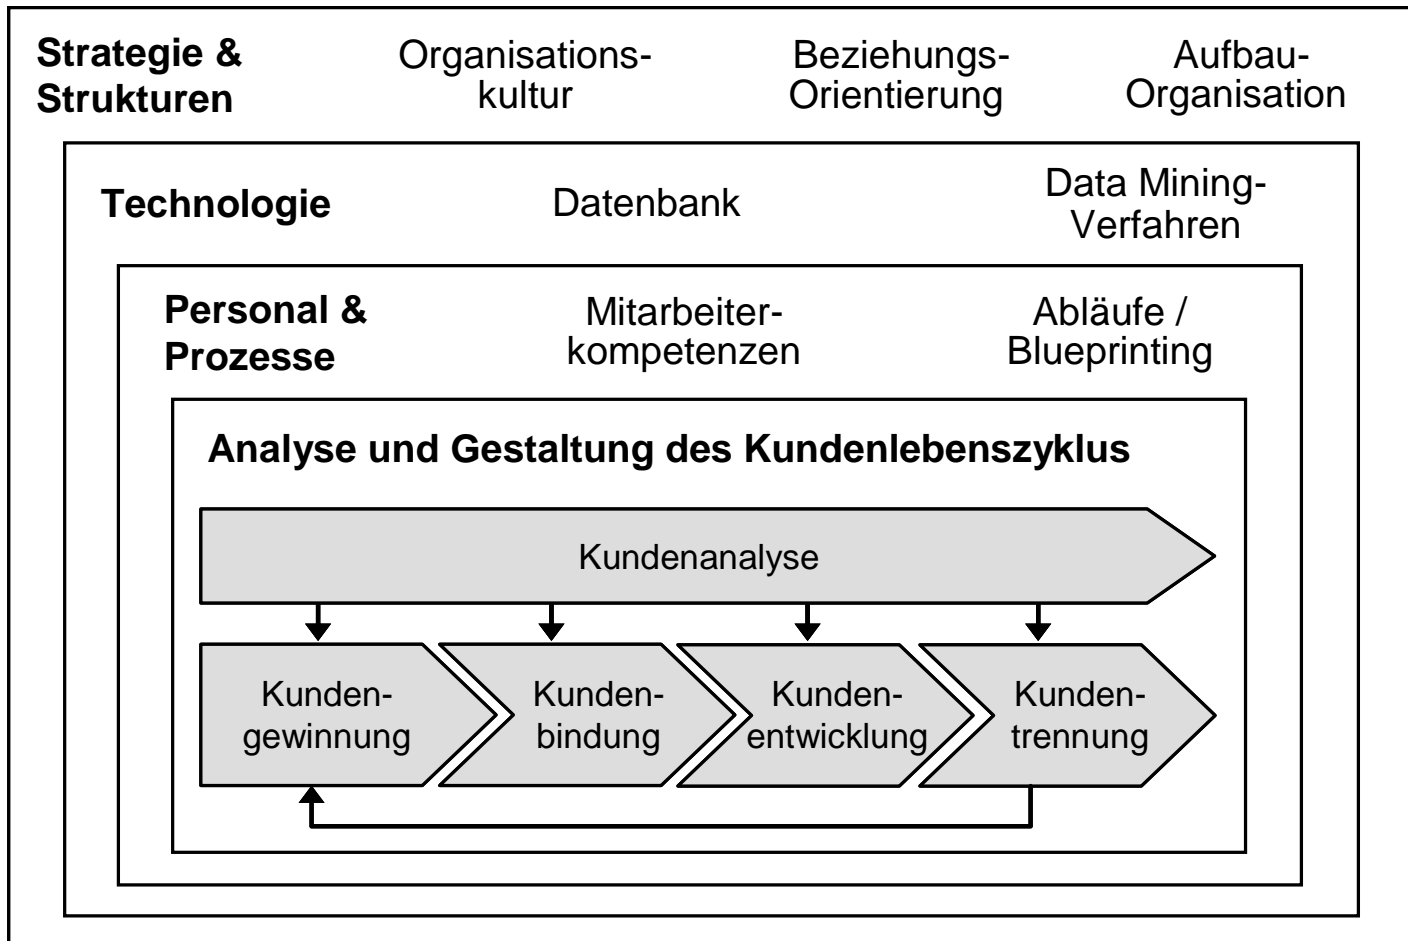 Strategie &
Strukturen
Organisations-
kultur
Beziehungs-
Orientierung
Aufbau-
Organisation
Technologie
Datenbank
Data Mining-
Verfahren
Personal &
Prozesse
Mitarbeiter-
kompetenzen
Abläufe /
Blueprinting
Analyse und Gestaltung des Kundenlebenszyklus
Kundenanalyse
Kunden-
gewinnung
Kunden-
bindung
Kunden-
entwicklung
Kunden-
trennung